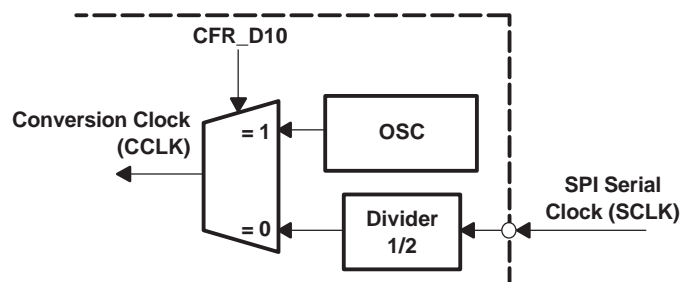 CFR_D10
Conversion Clock
(CCLK)
= 1
OSC
= 0
Divider
1/2
SPI Serial
Clock (SCLK)